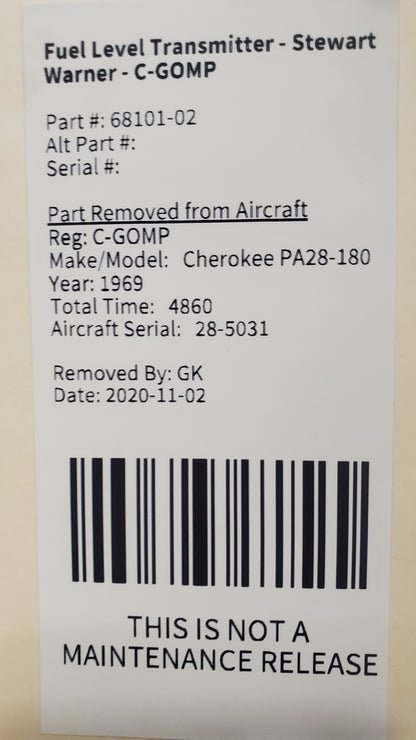 Fuel Level Transmitter - Stewart
Warner - C-GOMP
Part #: 68101-02
Alt Part #:
Serial #:
Part Removed from Aircraft
Reg: C-GOMP
Make/Model: Cherokee PA28-180
Year: 1969
Total Time: 4860
Aircraft Serial: 28-5031
Removed By: GK
Date: 2020-11-02
THIS IS NOT A
MAINTENANCE RELEASE